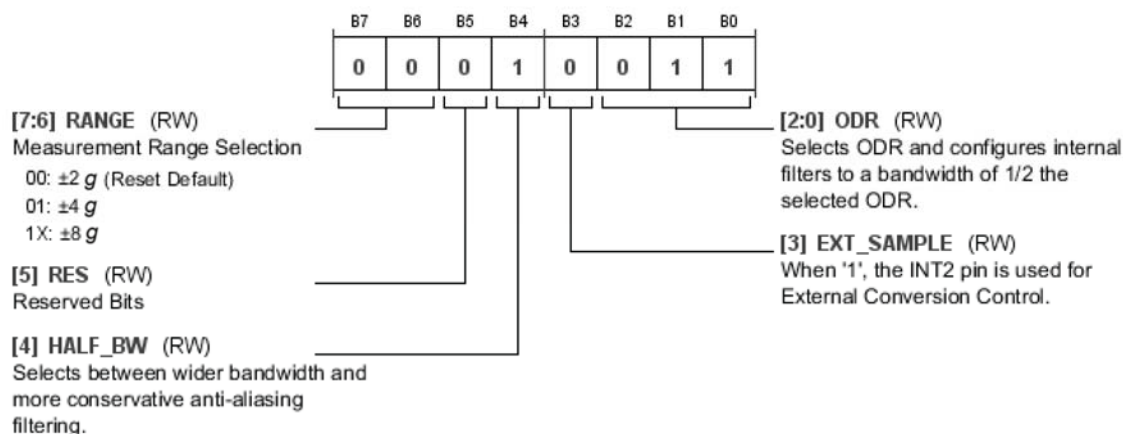 B7 B6 B5 B4 B3 B2 B1 B0
0 0 0 1 0 0 1 1
[7:6] RANGE (RW)
Measurement Range Selection
00: ±2 g (Reset Default)
01: ±4 g
1X: ±8 g
[5] RES (RW)
Reserved Bits
[4] HALF_BW (RW)
Selects between wider bandwidth and
more conservative anti-aliasing
filtering.
[2:0] ODR (RW)
Selects ODR and configures internal
filters to a bandwidth of 1/2 the
selected ODR.
[3] EXT_SAMPLE (RW)
When '1', the INT2 pin is used for
External Conversion Control.